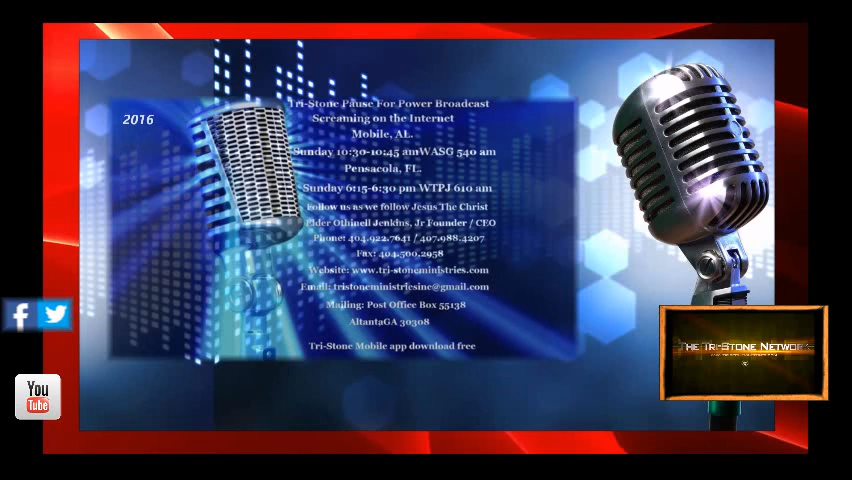 2016
Tri-Stone Pause For Power Broadcast
Screaming on the Internet
Mobile, AL.
Sunday 10:30-10:45 amWASG 540 am
Pensacola, FL.
Sunday 6:15-6:30 pm WTPJ 610 am
Follow us as we follow Jesus The Christ
Elder Othinell Jenkins, Jr Founder / CEO
Phone: 404.922.7641 / 407.988.4207
Fax: 404.500.2958
Website: www.tri-stoneministries.com
Email: tristoneministriesinc@gmail.com
Mailing: Post Office Box 55138
AltantaGA 30308
Tri-Stone Mobile app download free
The Tri-Stone Network
You
Tube